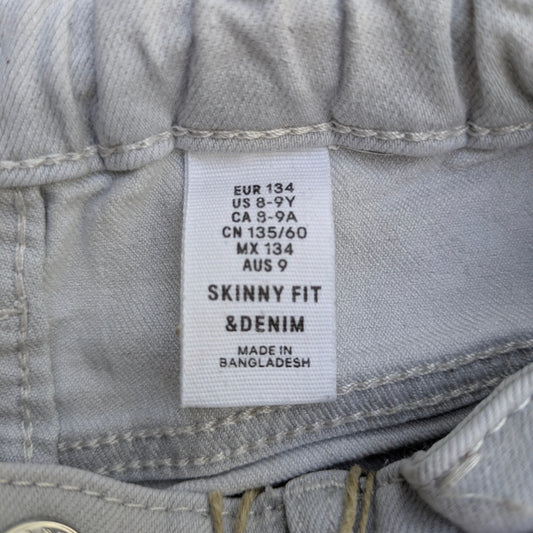 EUR 134
US 8-9Y
CA 8-9A
CN 135/60
MX 134
AUS 9
SKINNY FIT
&DENIM
MADE IN
BANGLADESH